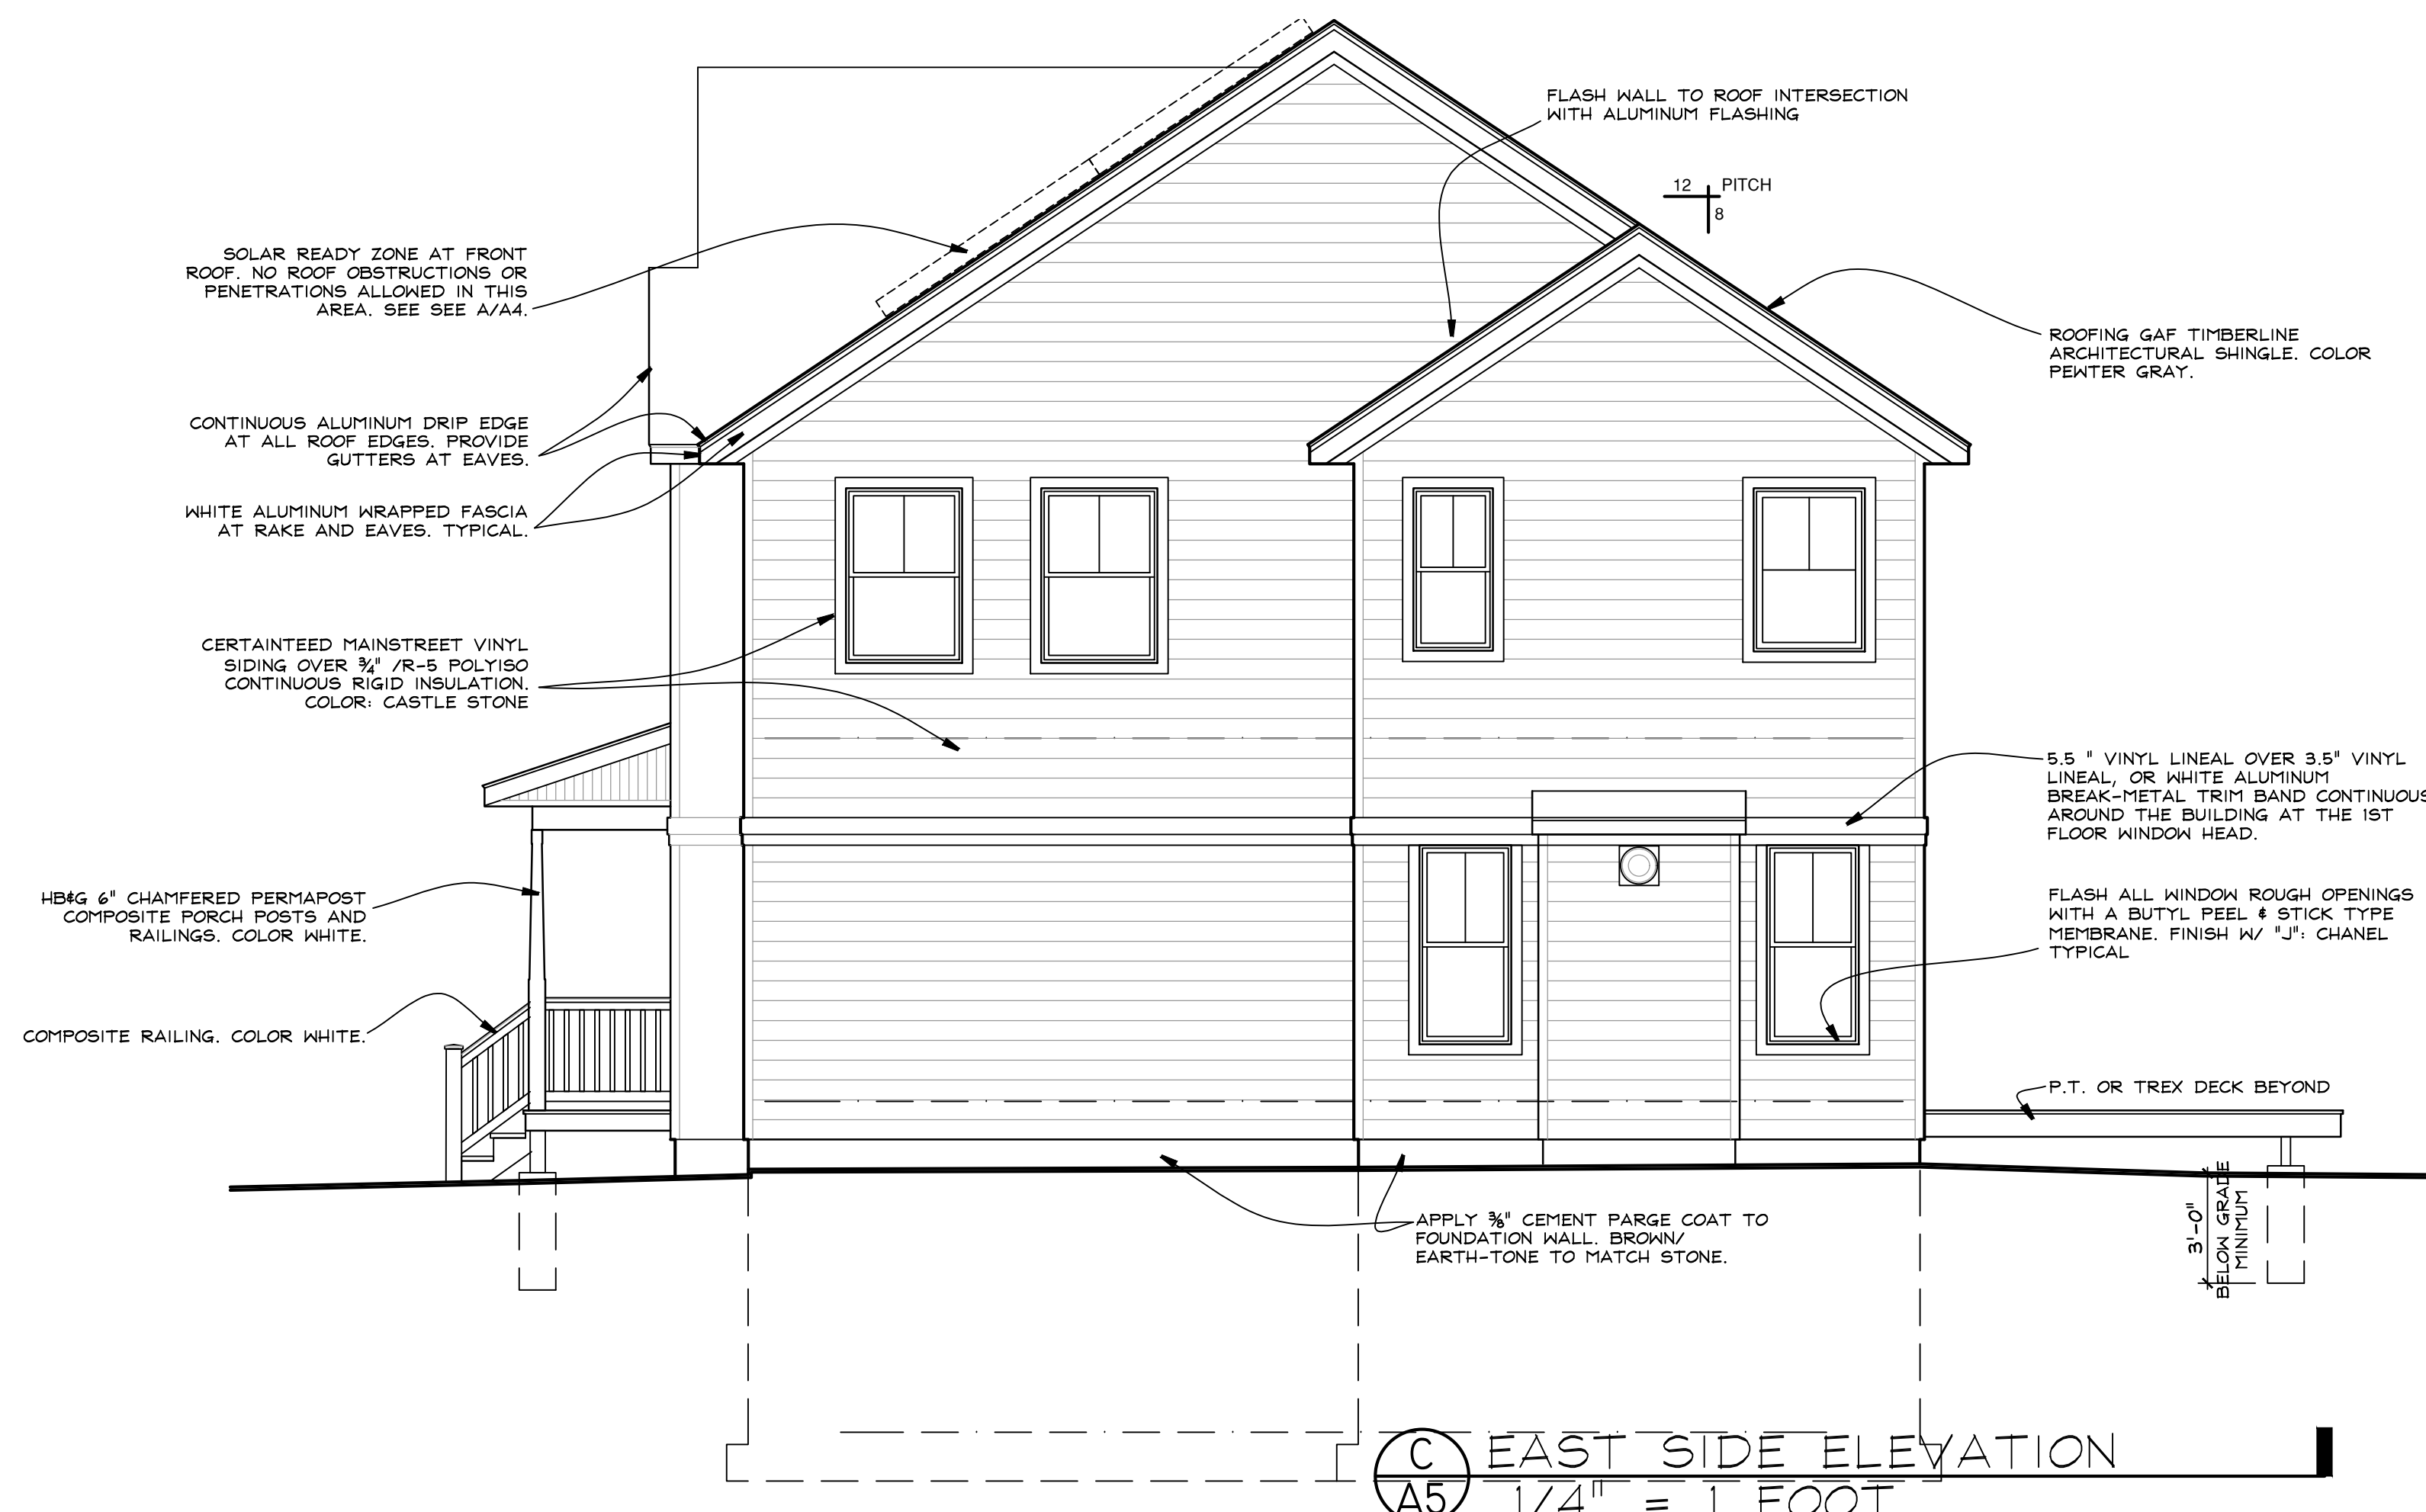 FLASH WALL TO ROOF INTERSECTION
WITH ALUMINUM FLASHING
12 PITCH
8
SOLAR READY ZONE AT FRONT
ROOF. NO ROOF OBSTRUCTIONS OR
PENETRATIONS ALLOWED IN THIS
AREA. SEE SEE A/A4.
ROOFING GAF TIMBERLINE
ARCHITECTURAL SHINGLE. COLOR
PEWTER GRAY.
CONTINUOUS ALUMINUM DRIP EDGE
AT ALL ROOF EDGES. PROVIDE
GUTTERS AT EAVES.
WHITE ALUMINUM WRAPPED FASCIA
AT RAKE AND EAVES. TYPICAL.
CERTAINTEED MAINSTREET VINYL
SIDING OVER ¾" /R-5 POLYISO
CONTINUOUS RIGID INSULATION.
COLOR: CASTLE STONE
5.5 " VINYL LINEAL OVER 3.5" VINYL
LINEAL, OR WHITE ALUMINUM
BREAK-METAL TRIM BAND CONTINUOUS
AROUND THE BUILDING AT THE 1ST
FLOOR WINDOW HEAD.
HB&G 6" CHAMFERED PERMAPOST
COMPOSITE PORCH POSTS AND
RAILINGS. COLOR WHITE.
FLASH ALL WINDOW ROUGH OPENINGS
WITH A BUTYL PEEL & STICK TYPE
MEMBRANE. FINISH W/ "J": CHANEL
TYPICAL
COMPOSITE RAILING. COLOR WHITE.
P.T. OR TREX DECK BEYOND
APPLY ⅜" CEMENT PARGE COAT TO
FOUNDATION WALL. BROWN/
EARTH-TONE TO MATCH STONE.
3'-0"
BELOW GRADE
MINIMUM
C
A5
EAST SIDE ELEVATION
1/4" = 1 FOOT